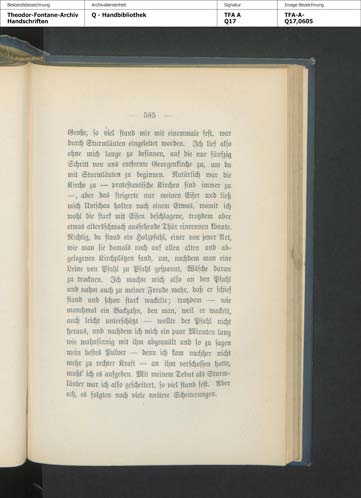 Bestandsbezeichnung
Theodor-Fontane-Archiv
Handschriften
Archivalieneinheit
Q - Handbibliothek
Signatur
TFA A
Q17
Image Bezeichnung
TFA-A-
Q17,0605
— 585 —
Große, so viel stand mir mit einemmale fest, war
durch Sturmläuten eingeleitet worden. Ich lief also
ohne mich lange zu besinnen, auf die nur fünfzig
Schritt von uns entfernte Georgenkirche zu, um da
mit Sturmläuten zu beginnen. Natürlich war die
Kirche zu — protestantische Kirchen sind immer zu
—, aber das steigerte nur meinen Eifer und ließ
mich Umschau halten nach einem Etwas, womit ich
wohl die stark mit Eisen beschlagene, trotzdem aber
etwas altersschwach aussehende Thür einrennen könnte.
Richtig, da stand ein Holzpfahl, einer von jener Art,
wie man sie damals noch auf allen alten und ab-
gelegenen Kirchplätzen fand, um, nachdem man eine
Leine von Pfahl zu Pfahl gespannt, Wäsche daran
zu trocknen. Ich machte mich also an den Pfahl
und nahm auch zu meiner Freude wahr, daß er schief
stand und schon stark wackelte; trotzdem — wie
manchmal ein Backzahn, den man, weil er wackelt,
auch leicht unterschätzt — wollte der Pfahl nicht
heraus, und nachdem ich mich ein paar Minuten lang
wie wahnsinnig mit ihm abgewuchtet und so zu sagen
mein bestes Pulver — denn ich kam nachher nicht
mehr zu rechter Kraft — an ihm verschossen hatte,
mußt' ich es aufgeben. Mit meinem Debut als Sturm-
läuter war ich also gescheitert, so viel stand fest. Aber
ach, es folgten noch viele weitere Scheiterungen.